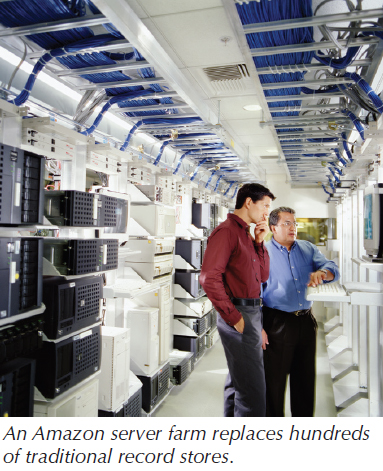 An Amazon server farm replaces hundreds
of traditional record stores.